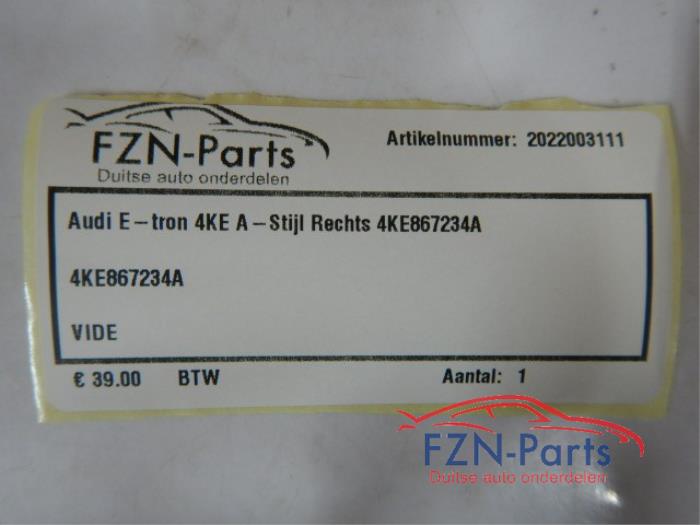 FZN-Parts
Duitse auto onderdelen
Artikelnummer: 2022003111
Audi E-tron 4KE A-Stijl Rechts 4KE867234A
4KE867234A
VIDE
€ 39.00 BTW Aantal: 1
FZN-Parts
Duitse auto onderdelen